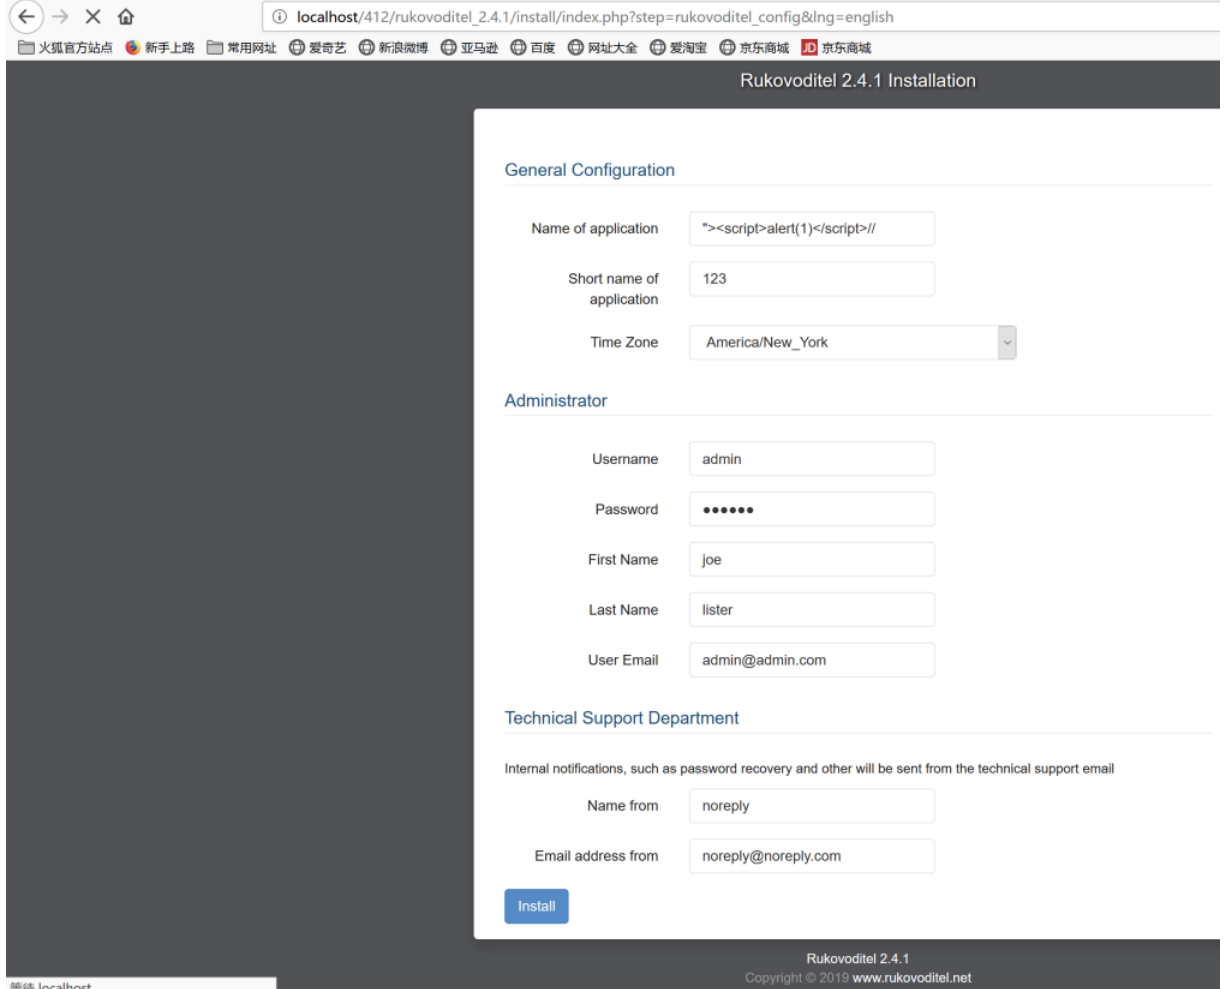 localhost/412/rukovoditel_2.4.1/install/index.php?step=rukovoditel_config&lng=english
火狐官方站点 新手上路 常用网址 爱奇艺 新浪微博 亚马逊 百度 网址大全 爱淘宝 京东商城 JD 京东商城
Rukovoditel 2.4.1 Installation
General Configuration
Name of application "><script>alert(1)</script>//
Short name of
application
123
Time Zone America/New_York
Administrator
Username admin
Password ••••••
First Name joe
Last Name lister
User Email admin@admin.com
Technical Support Department
Internal notifications, such as password recovery and other will be sent from the technical support email
Name from noreply
Email address from noreply@noreply.com
Install
Rukovoditel 2.4.1
Copyright © 2019 www.rukovoditel.net
等待 localhost